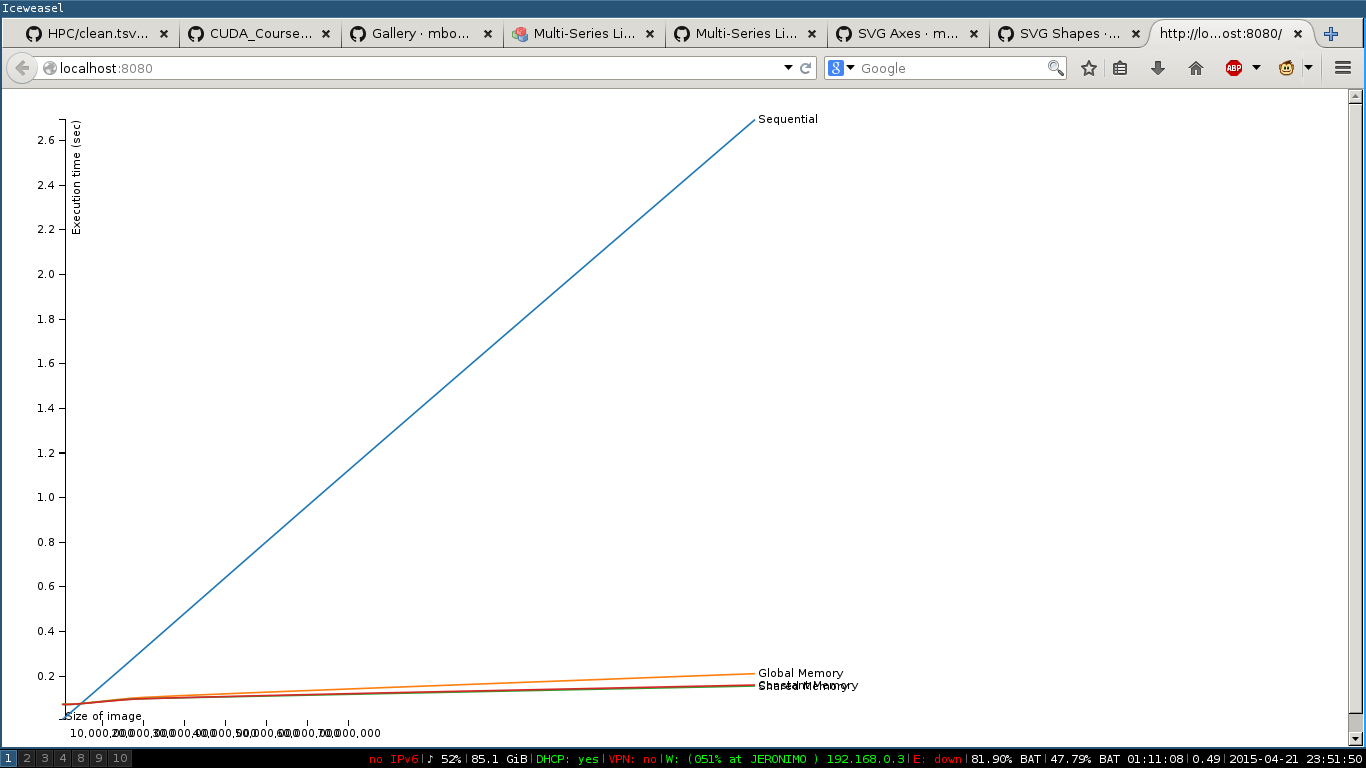 Iceweasel
HPC/clean.tsv...
CUDA_Course...
Gallery · mbo...
Multi-Series Li...
Multi-Series Li...
SVG Axes · m...
SVG Shapes ·...
http://lo...ost:8080/
localhost:8080
Google
ABP
Execution time (sec)
2.6
2.4
2.2
2.0
1.8
1.6
1.4
1.2
1.0
0.8
0.6
0.4
0.2
Sequential
Global Memory
Constant Memory
Shared Memory
Size of image
10,000,000
20,000,000
30,000,000
40,000,000
50,000,000
60,000,000
70,000,000
1 2 3 4 8 9 10
no IPv6|♪ 52%|85.1 GiB|DHCP: yes|VPN: no|W: (051% at JERONIMO ) 192.168.0.3|E: down|81.90% BAT|47.79% BAT 01:11:08|0.49|2015-04-21 23:51:50